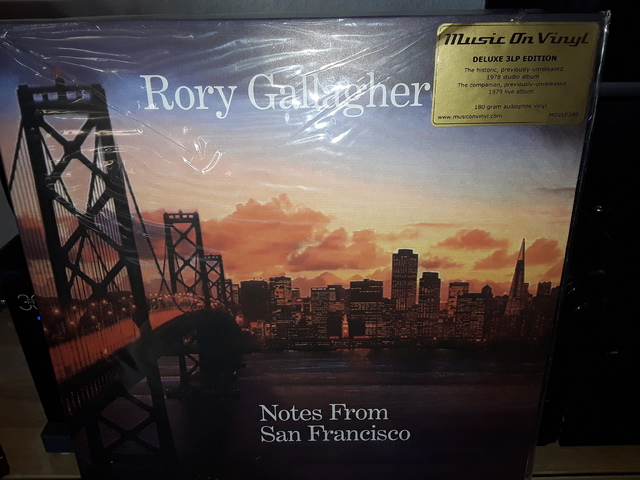 Music On Vinyl
DELUXE 3LP EDITION
The historic, previously-unreleased
1978 studio album
The companion, previously-unreleased
1979 live album
180 gram audiophile vinyl
www.musiconvinyl.com
Rory Gallagher
Notes From
San Francisco